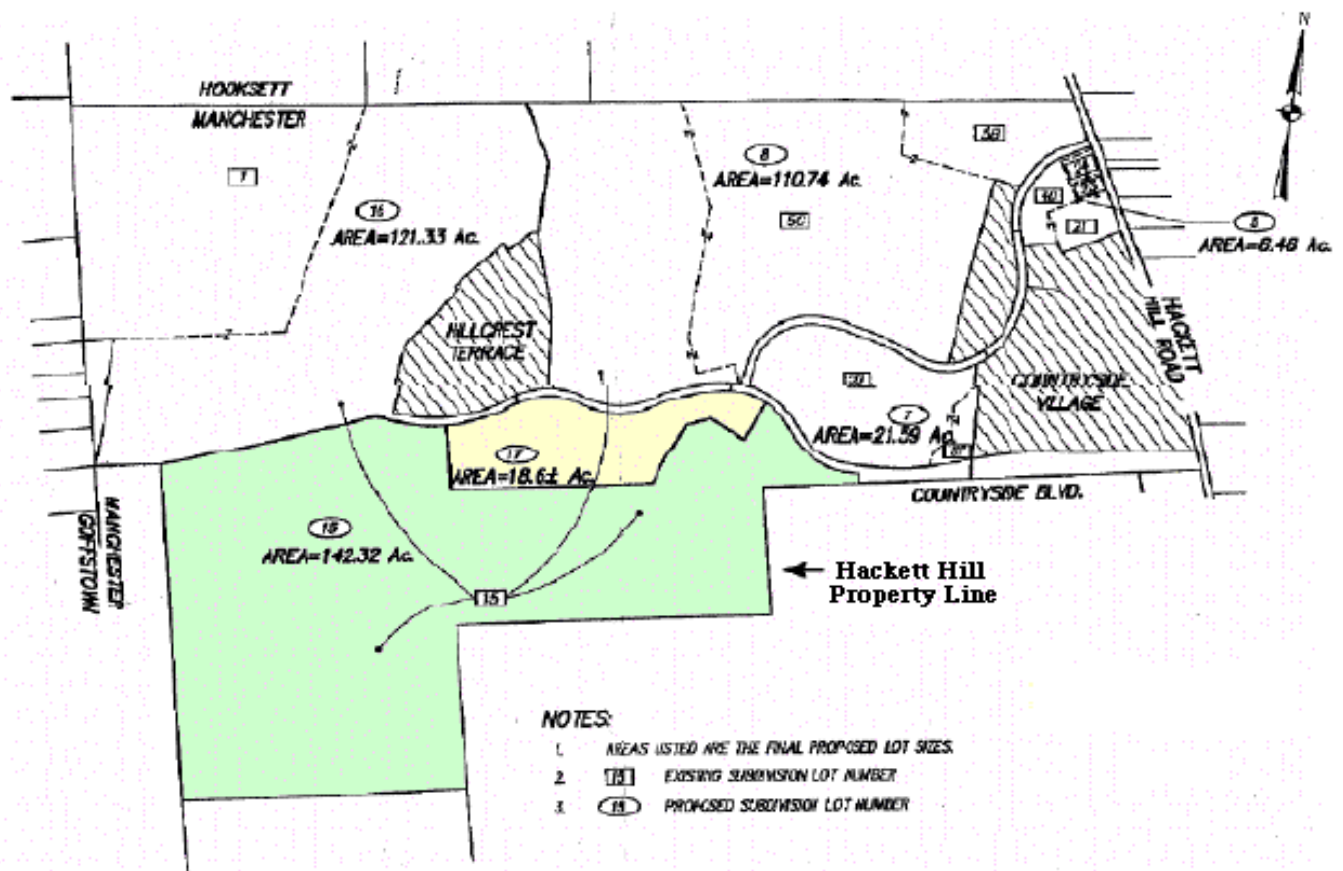 N
HOOKSETT
MANCHESTER
1
38
8
AREA=110.74 Ac.
16
AREA=121.33 Ac.
50
40
21
AREA=6.48 Ac.
HILLCREST
TERRACE
HACKETT
HILL ROAD
COUNTRYSIDE
VILLAGE
7
AREA=21.59 Ac.
17
AREA=18.6± Ac.
COUNTRYSIDE BLVD.
MANCHESTER
GOFFSTOWN
AREA=142.32 Ac.
15
Hackett Hill
Property Line
NOTES:
1. AREAS LISTED ARE THE FINAL PROPOSED LOT SIZES.
2. 15 EXISTING SUBDIVISION LOT NUMBER
3. PROPOSED SUBDIVISION LOT NUMBER